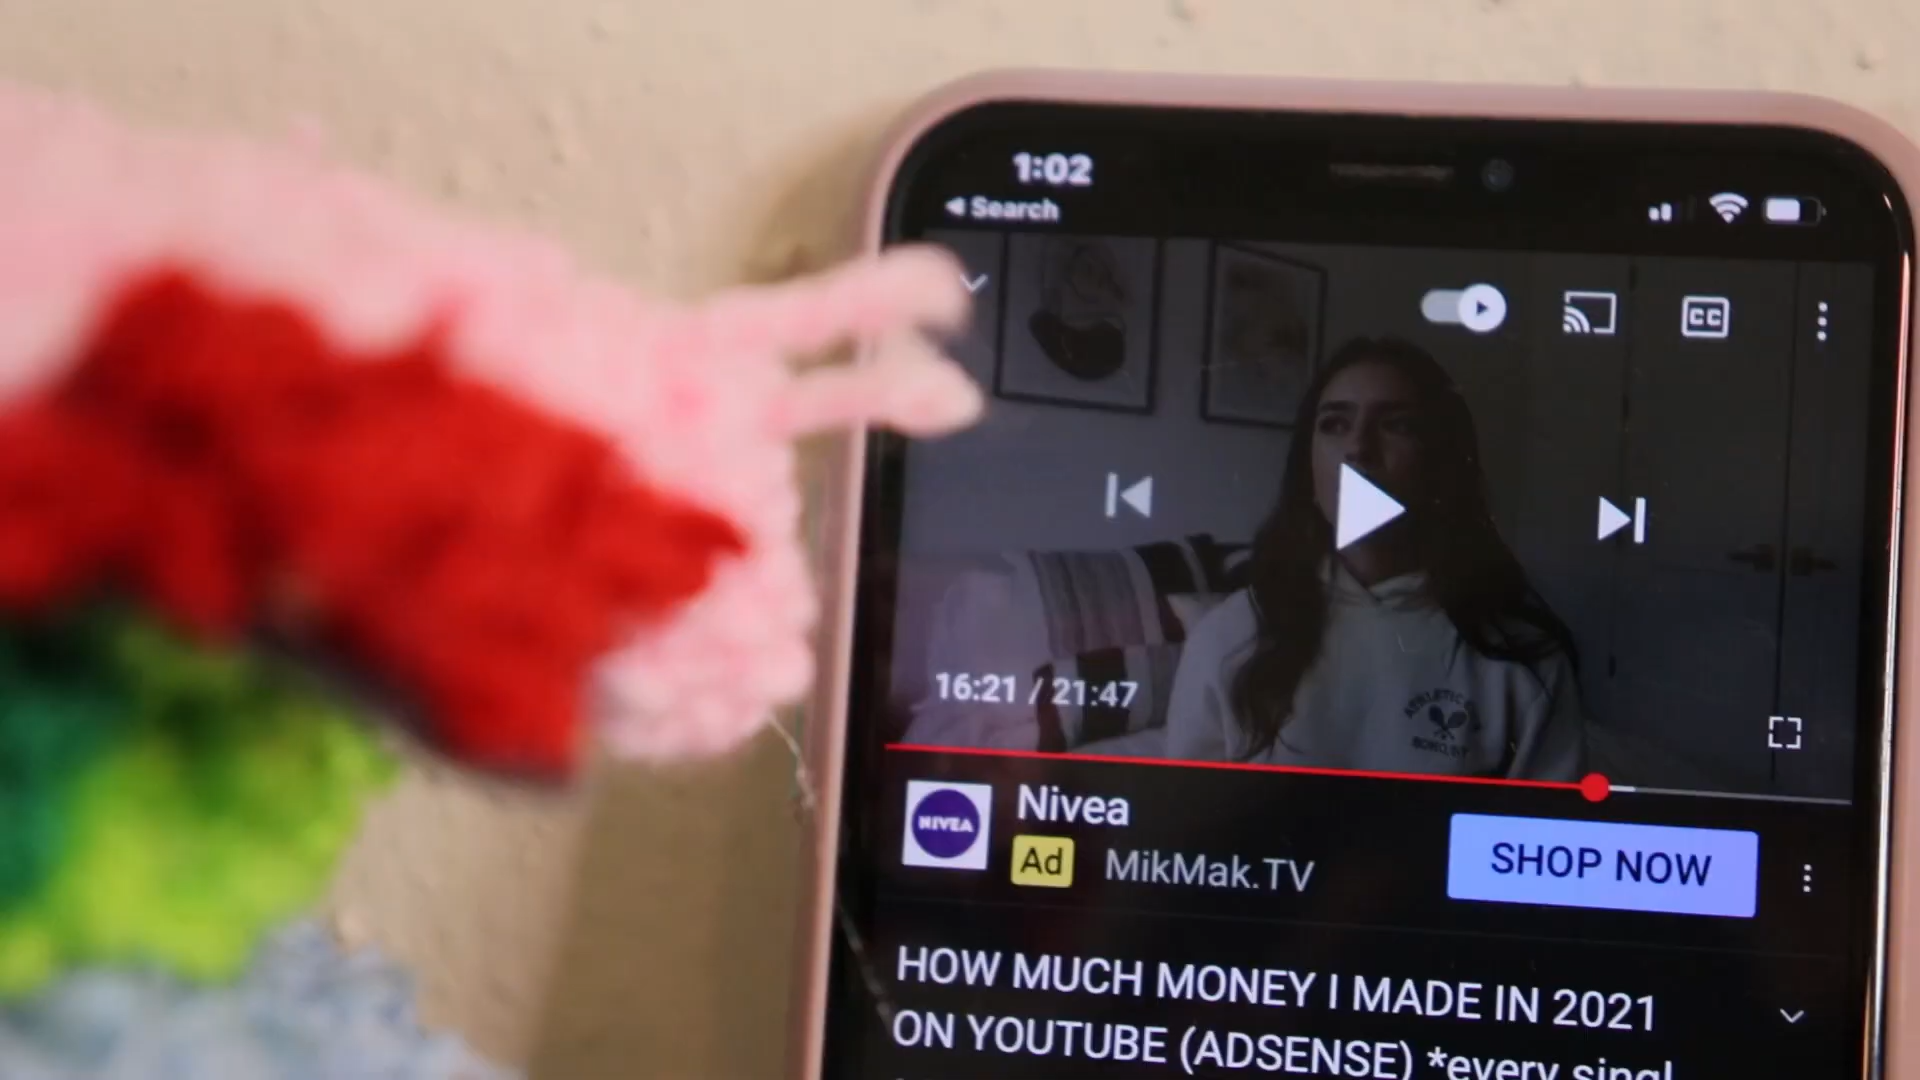 1:02
Search
CC
16:21 / 21:47
NIVEA
Nivea
Ad MikMak.TV
SHOP NOW
HOW MUCH MONEY I MADE IN 2021
ON YOUTUBE (ADSENSE) *every singl